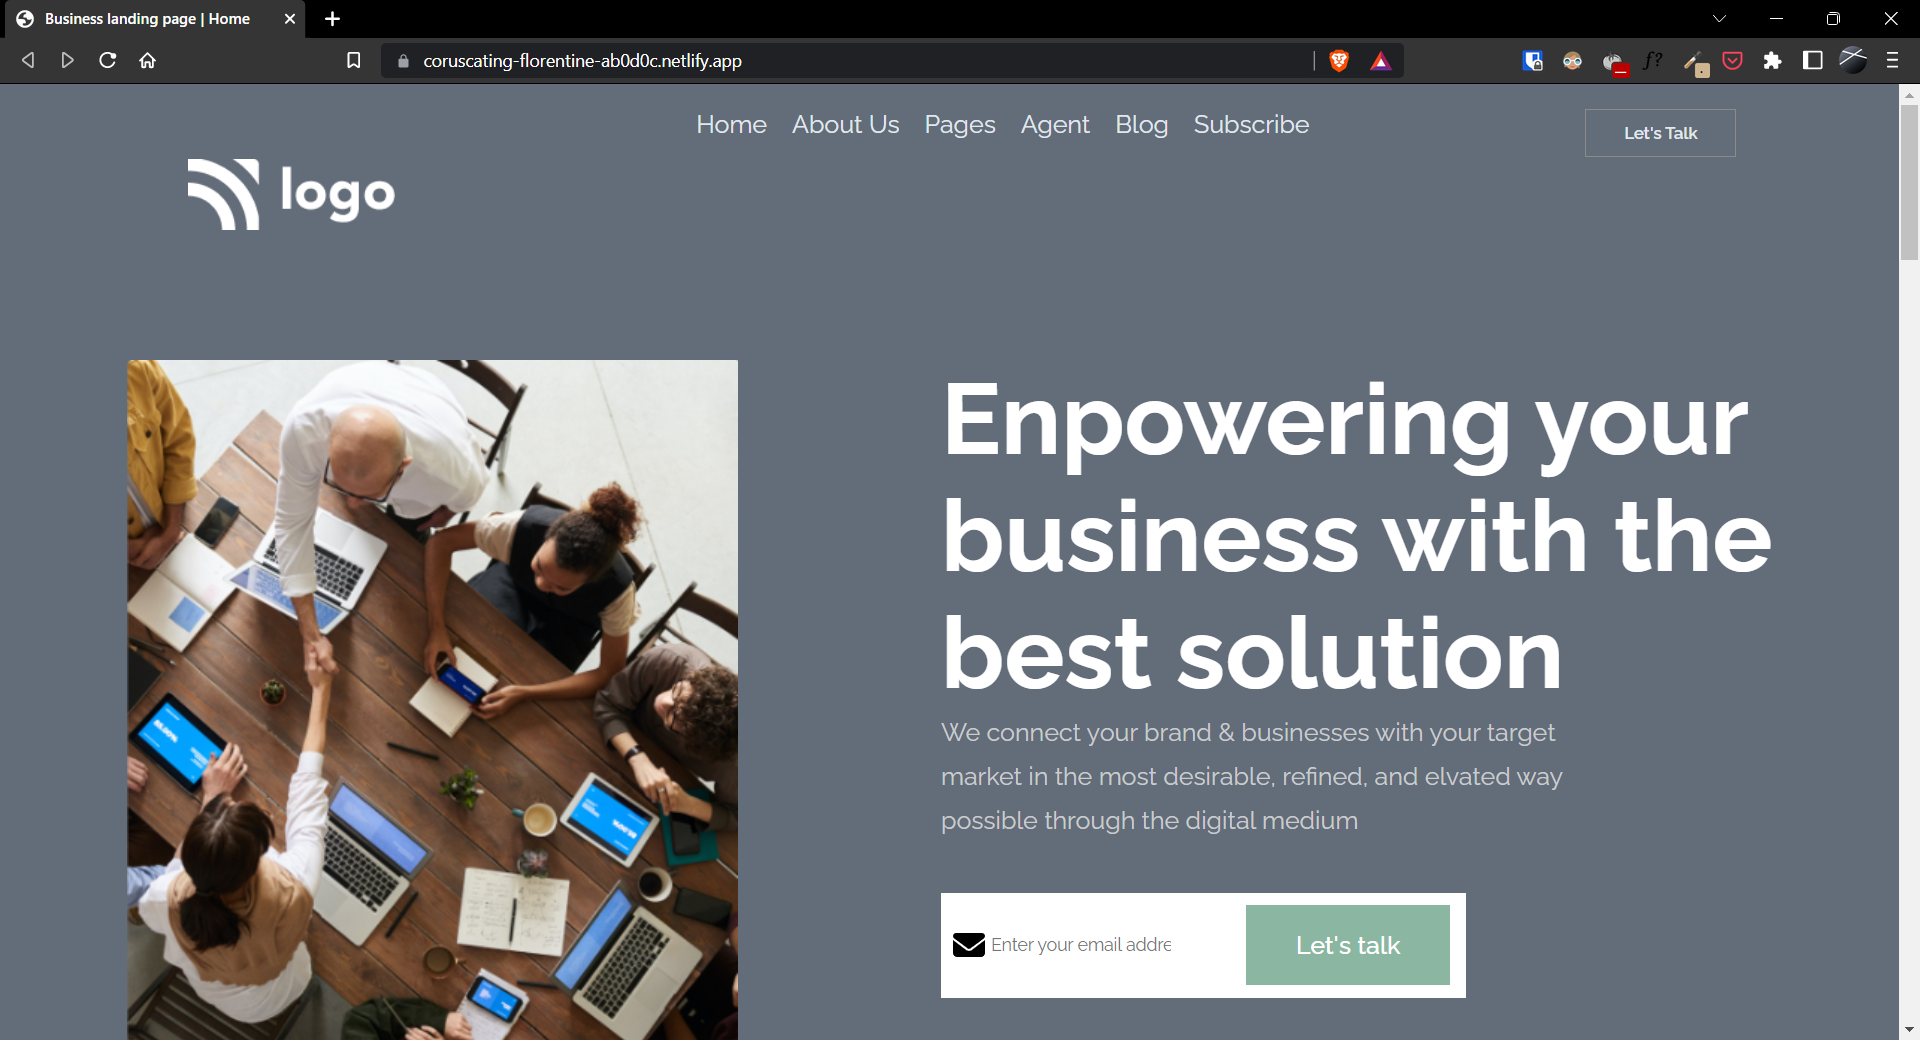 Business landing page | Home
coruscating-florentine-ab0d0c.netlify.app
f?
Home About Us Pages Agent Blog Subscribe
Let's Talk
logo
Enpowering your
business with the
best solution
We connect your brand & businesses with your target
market in the most desirable, refined, and elvated way
possible through the digital medium
Enter your email addre
Let's talk